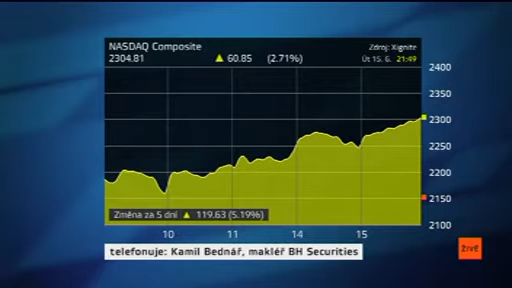 NASDAQ Composite
Zdroj: Xignite
2304.81 ▲ 60.85 (2.71%)
Út 15. 6. 21:49
2400
2300
2250
2200
2150
2100
Změna za 5 dní ▲ 119.63 (5.19%)
10 11 14 15
telefonuje: Kamil Bednář, makléř BH Securities
ŽIVĚ